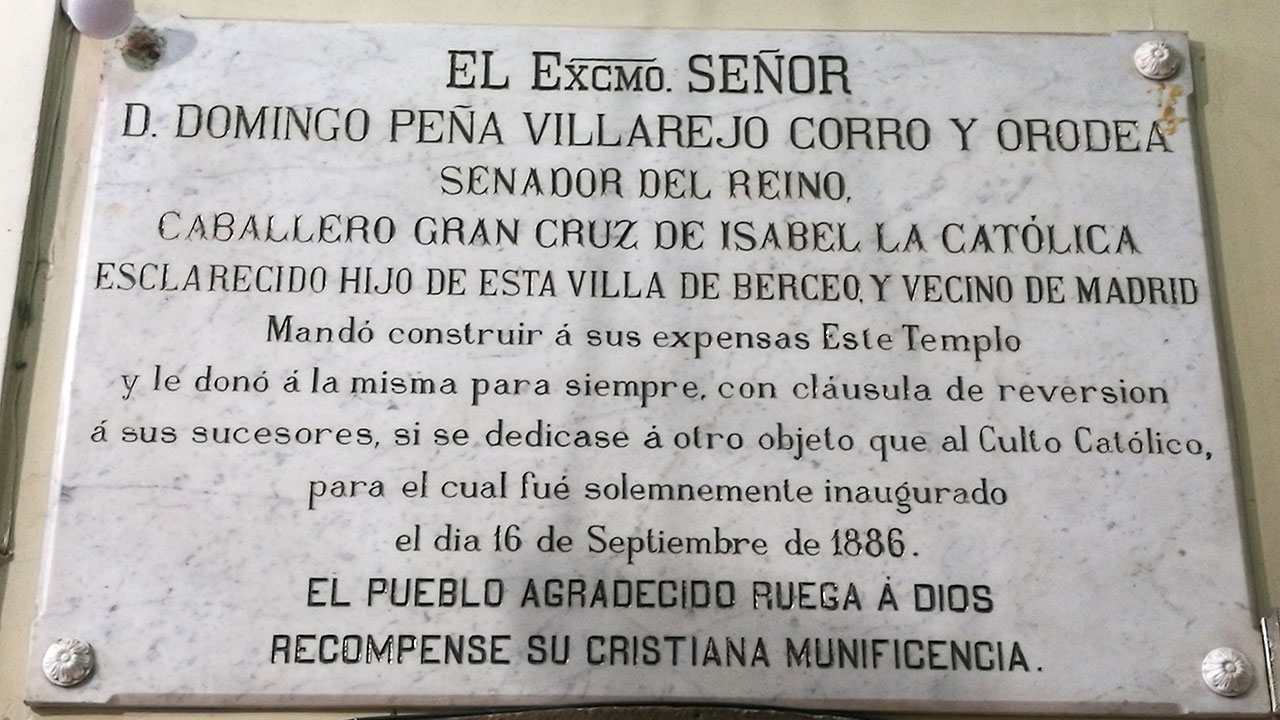 EL EXCMO. SEÑOR
D. DOMINGO PEÑA VILLAREJO CORRO Y ORODEA
SENADOR DEL REINO,
CABALLERO GRAN CRUZ DE ISABEL LA CATÓLICA
ESCLARECIDO HIJO DE ESTA VILLA DE BERCEO, Y VECINO DE MADRID
Mandó construir á sus expensas Este Templo
y le donó á la misma para siempre, con cláusula de reversion
á sus sucesores, si se dedicase á otro objeto que al Culto Católico,
para el cual fué solemnemente inaugurado
el dia 16 de Septiembre de 1886.
EL PUEBLO AGRADECIDO RUEGA Á DIOS
RECOMPENSE SU CRISTIANA MUNIFICENCIA.